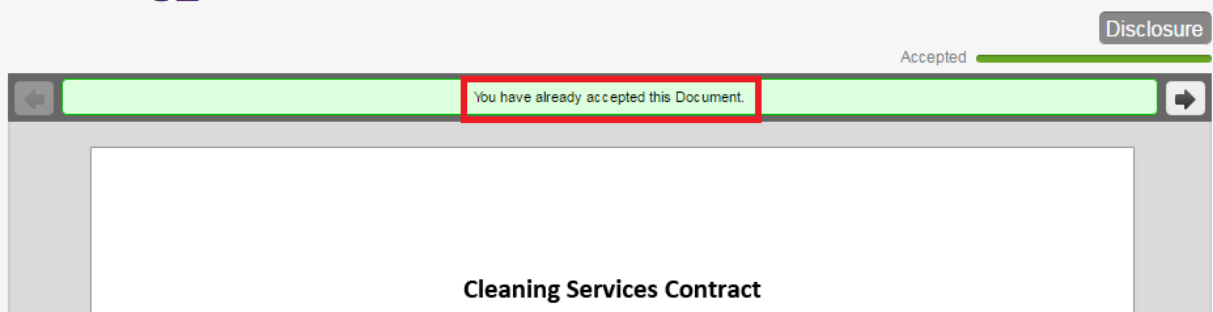 Disclosure
Accepted
You have already accepted this Document.
Cleaning Services Contract